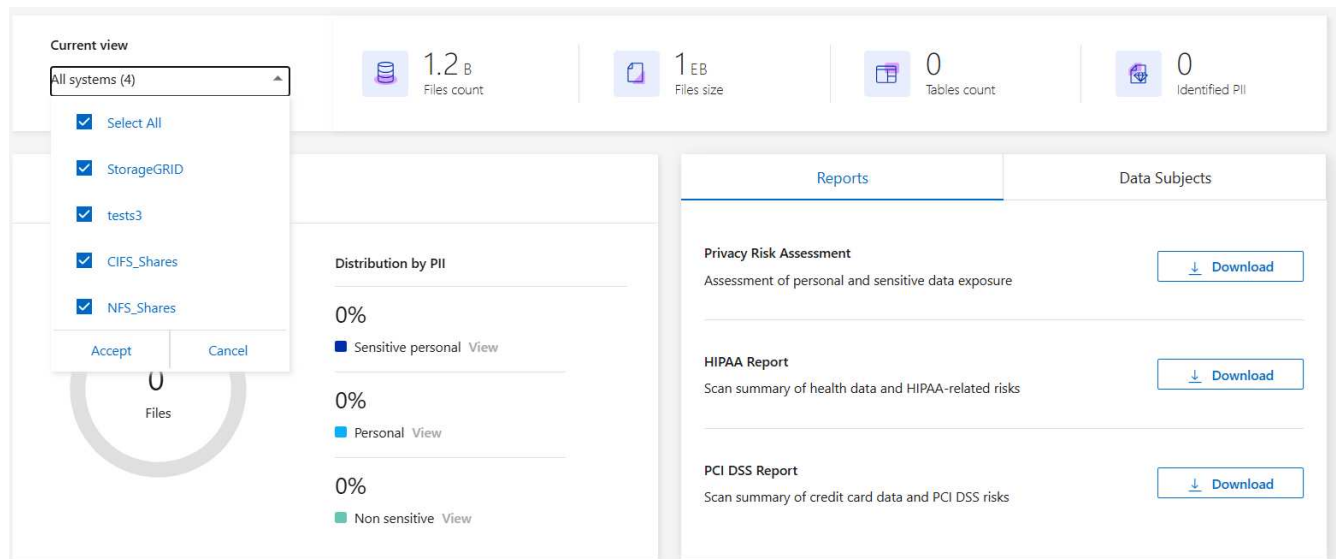 Current view
All systems (4)
Select All
StorageGRID
tests3
CIFS_Shares
NFS_Shares
Accept Cancel
1.2 B
Files count
1 EB
Files size
0
Tables count
0
Identified PII
0
Files
Distribution by PII
0%
Sensitive personal View
0%
Personal View
0%
Non sensitive View
Reports Data Subjects
Privacy Risk Assessment
Assessment of personal and sensitive data exposure
Download
HIPAA Report
Scan summary of health data and HIPAA-related risks
Download
PCI DSS Report
Scan summary of credit card data and PCI DSS risks
Download